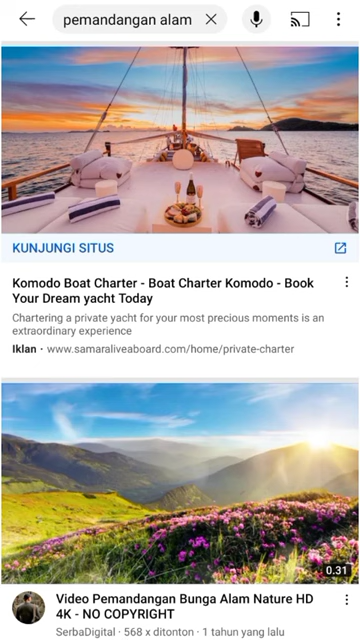 pemandangan alam
KUNJUNGI SITUS
Komodo Boat Charter - Boat Charter Komodo - Book
Your Dream yacht Today
Chartering a private yacht for your most precious moments is an
extraordinary experience
Iklan · www.samaraliveaboard.com/home/private-charter
0.31
Video Pemandangan Bunga Alam Nature HD
4K - NO COPYRIGHT
SerbaDigital · 568 x ditonton · 1 tahun yang lalu